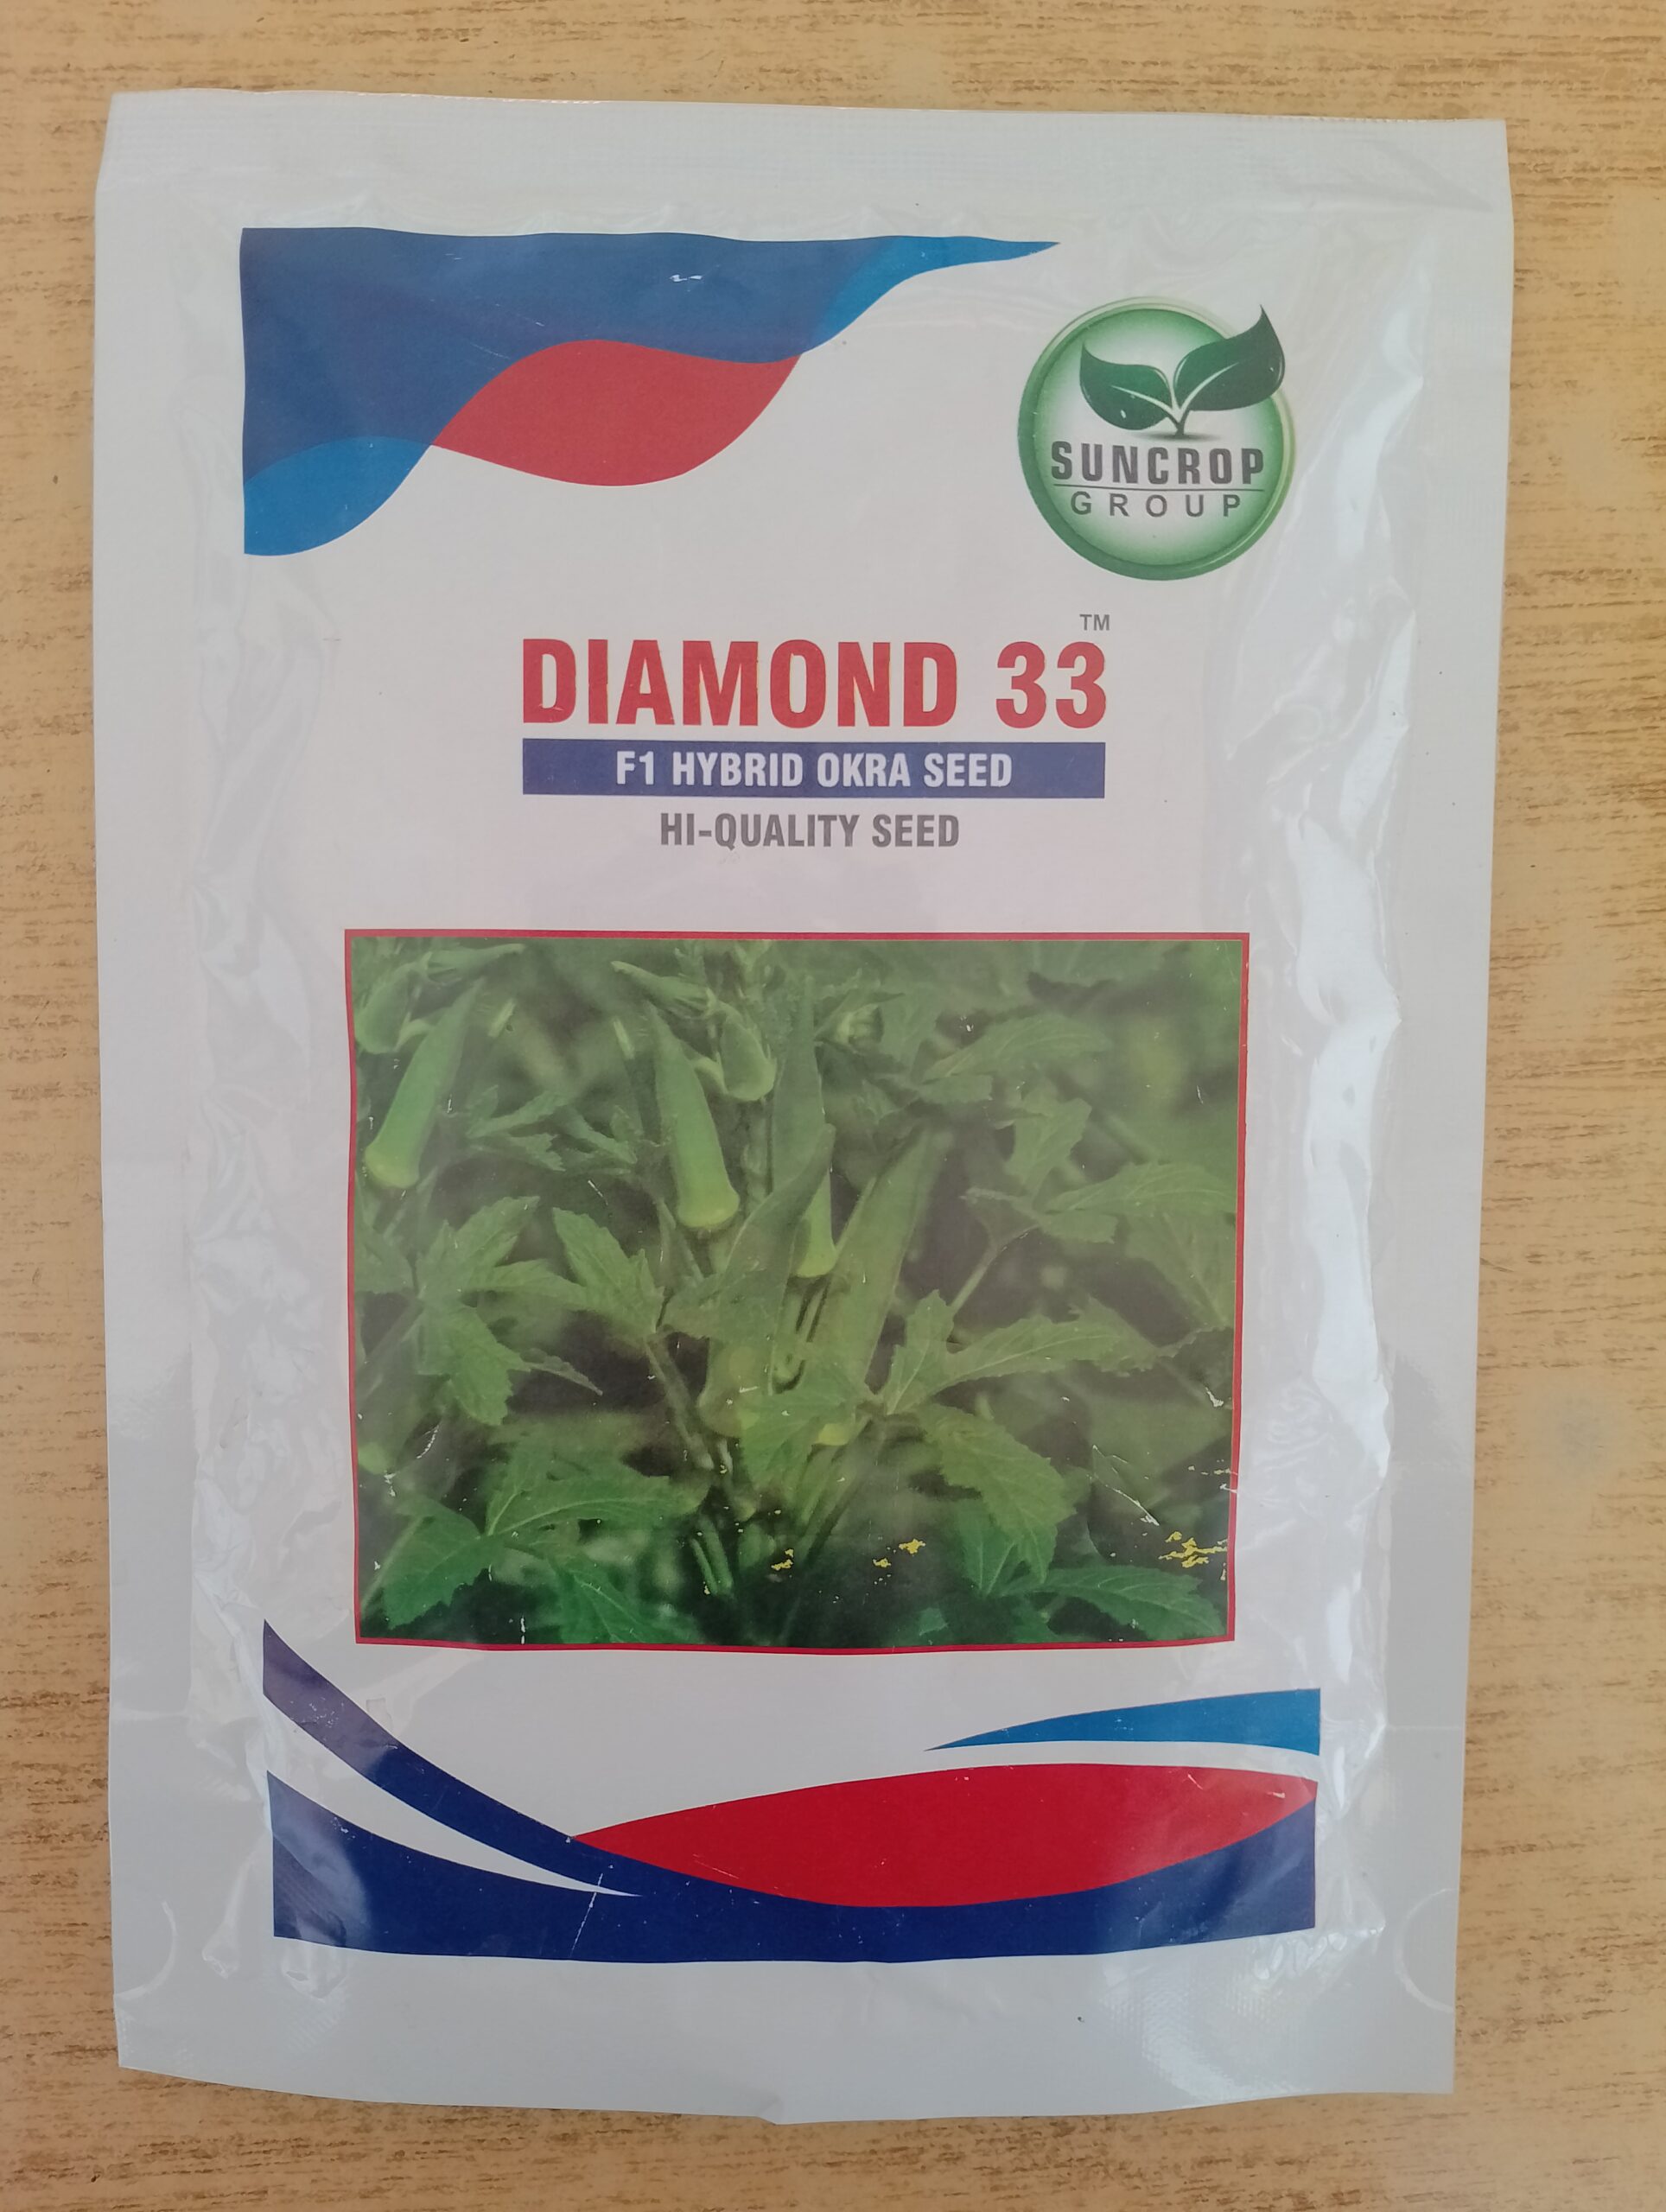 SUNCROP
GROUP
DIAMOND 33™
F1 HYBRID OKRA SEED
HI-QUALITY SEED